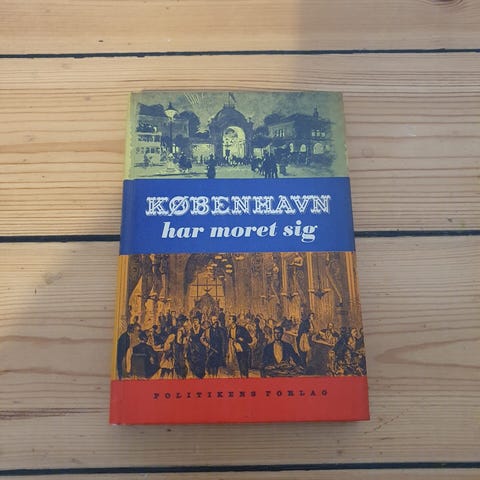 KØBENHAVN
har moret sig
POLITIKENS FORLAG